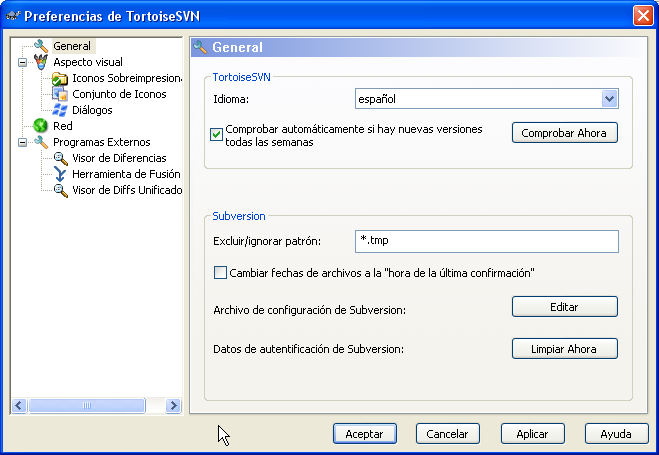 Preferencias de TortoiseSVN
General
Aspecto visual
Iconos Sobreimpresion
Conjunto de Iconos
Diálogos
Red
Programas Externos
Visor de Diferencias
Herramienta de Fusión
Visor de Diffs Unificado
General
TortoiseSVN
Idioma:
español
Comprobar automáticamente si hay nuevas versiones
todas las semanas
Comprobar Ahora
Subversion
Excluir/ignorar patrón:
*.tmp
Cambiar fechas de archivos a la "hora de la última confirmación"
Archivo de configuración de Subversion:
Editar
Datos de autentificación de Subversion:
Limpiar Ahora
Aceptar
Cancelar
Aplicar
Ayuda